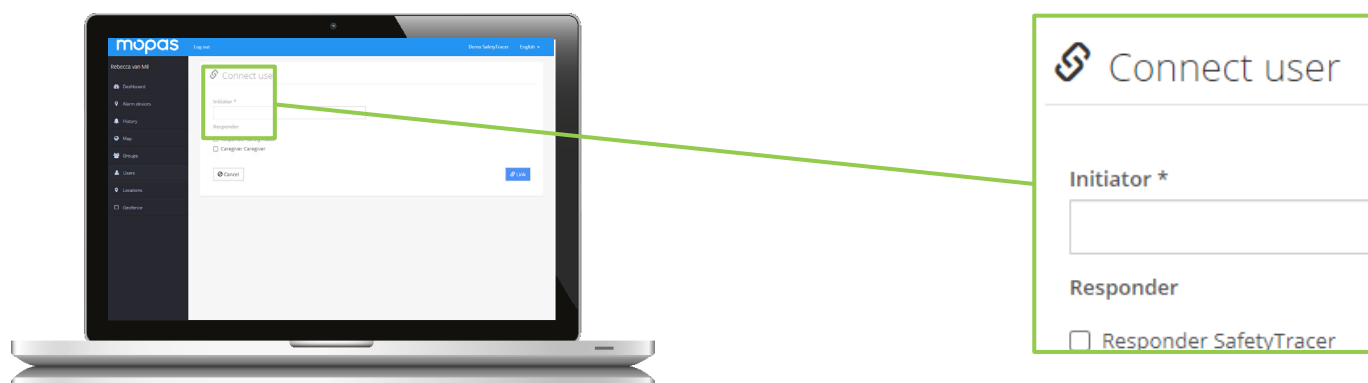 mopas
Log out
Demo SafetyTracer
English
Rebecca van Mil
Dashboard
Alarm devices
History
Map
Groups
Users
Locations
Geofence
Connect use
Initiator *
Responder
Caregiver Caregiver
Cancel
Link
Connect user
Initiator *
Responder
Responder SafetyTracer